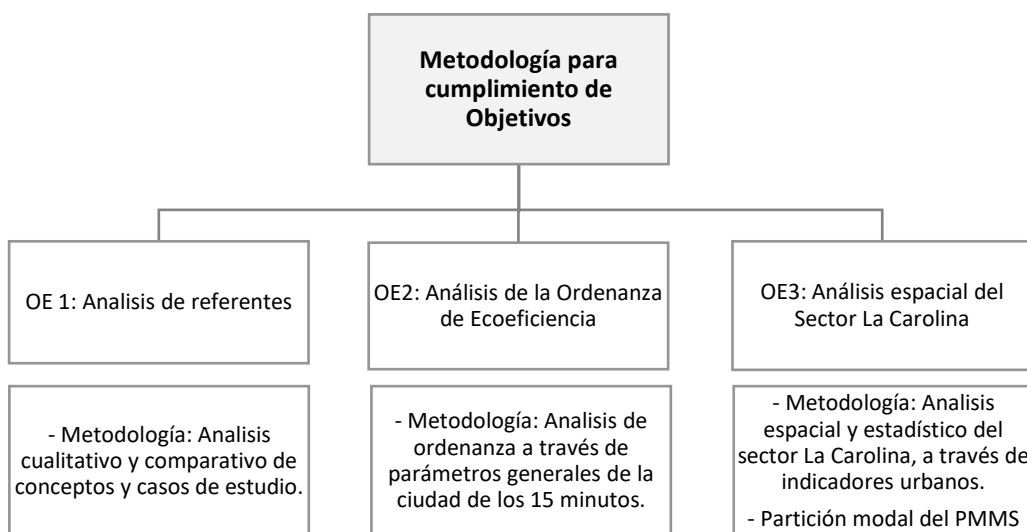 Metodología para
cumplimiento de
Objetivos
OE 1: Analisis de referentes
OE2: Análisis de la Ordenanza
de Ecoeficiencia
OE3: Análisis espacial del
Sector La Carolina
- Metodología: Analisis
cualitativo y comparativo de
conceptos y casos de estudio.
- Metodología: Analisis de
ordenanza a través de
parámetros generales de la
ciudad de los 15 minutos.
- Metodología: Analisis
espacial y estadístico del
sector La Carolina, a través de
indicadores urbanos.
- Partición modal del PMMS